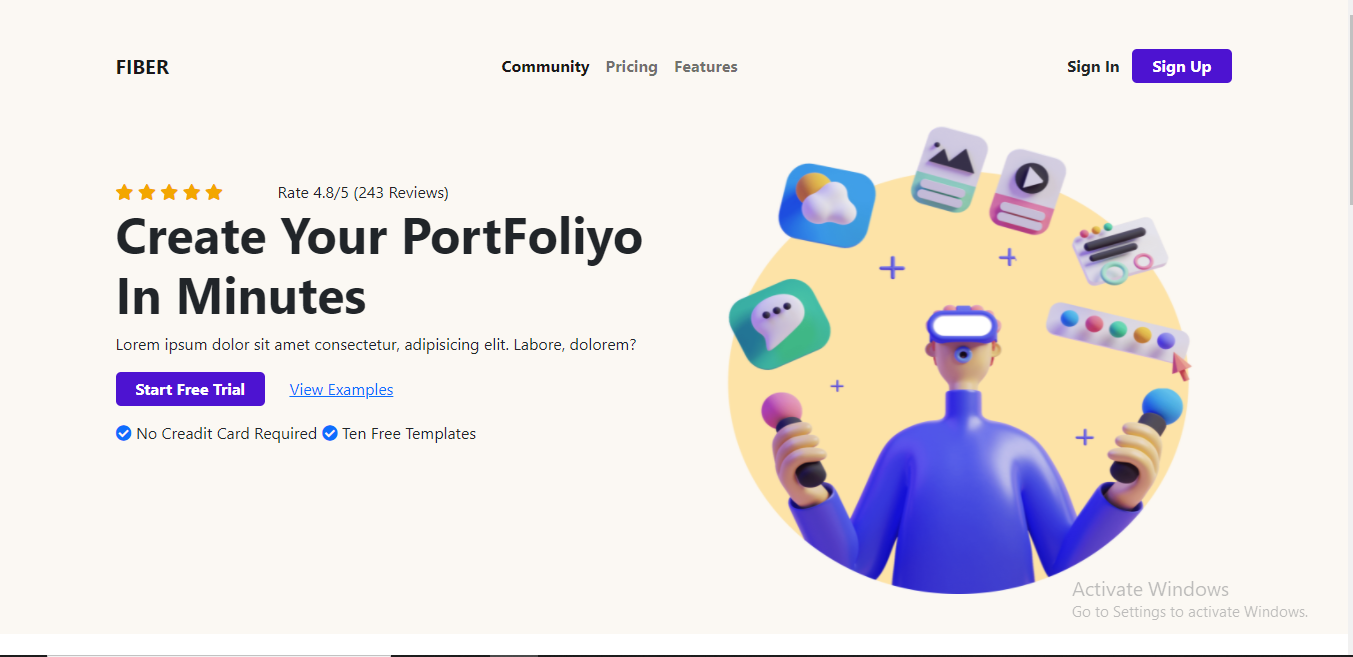 FIBER
Community Pricing Features
Sign In Sign Up
Rate 4.8/5 (243 Reviews)
Create Your PortFoliyo
In Minutes
Lorem ipsum dolor sit amet consectetur, adipisicing elit. Labore, dolorem?
Start Free Trial View Examples
No Creadit Card Required Ten Free Templates
Activate Windows
Go to Settings to activate Windows.